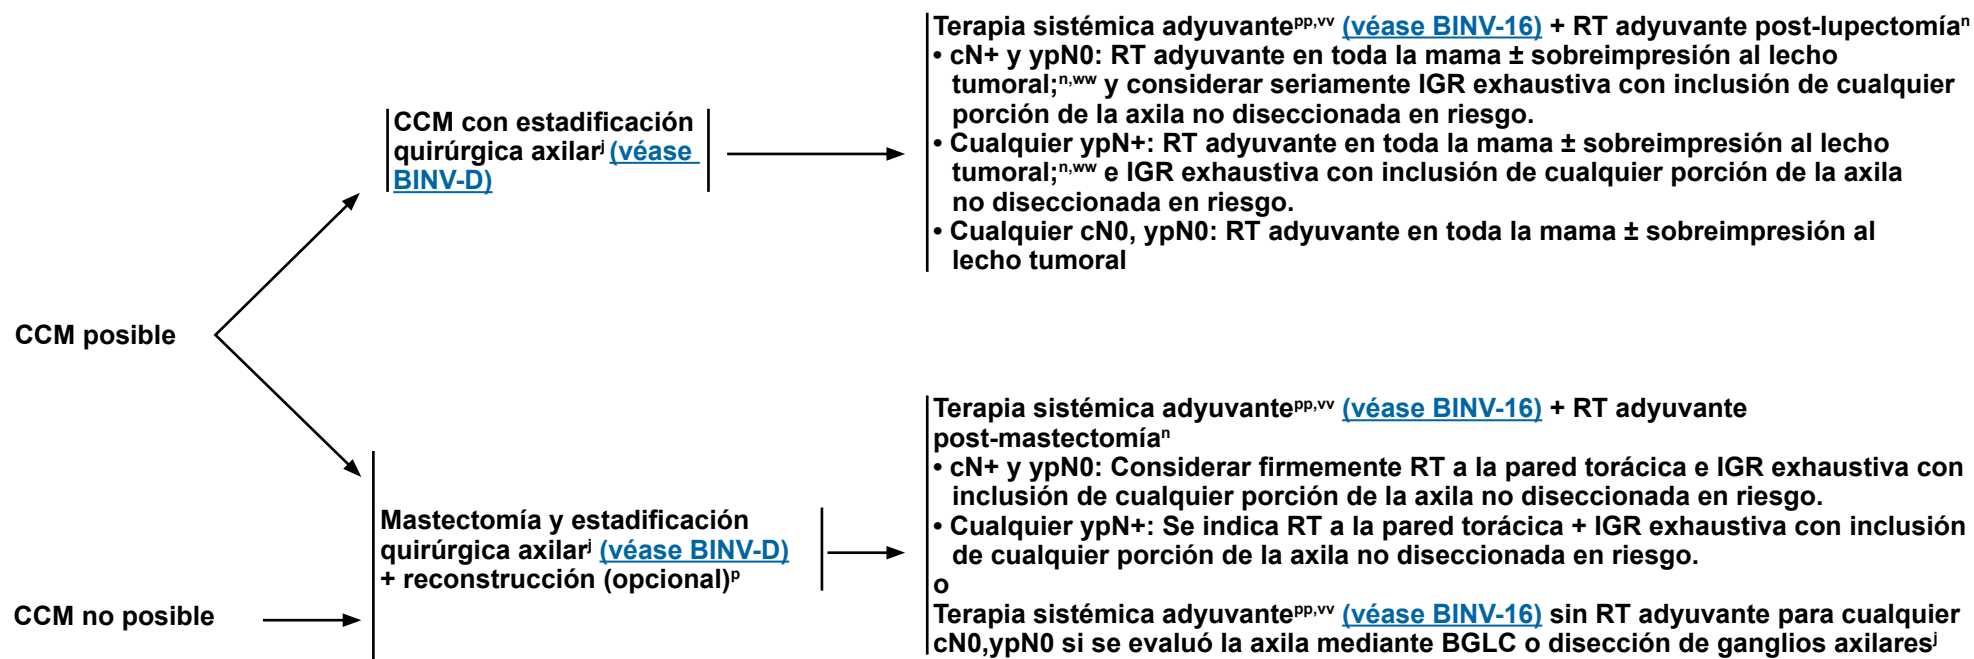 CCM posible
CCM con estadificación
quirúrgica axilarʲ (véase
BINV-D)
Terapia sistémica adyuvantepp,vv (véase BINV-16) + RT adyuvante post-lupectomíaⁿ
• cN+ y ypN0: RT adyuvante en toda la mama ± sobreimpresión al lecho
tumoral;n,ww y considerar seriamente IGR exhaustiva con inclusión de cualquier
porción de la axila no diseccionada en riesgo.
• Cualquier ypN+: RT adyuvante en toda la mama ± sobreimpresión al lecho
tumoral;n,ww e IGR exhaustiva con inclusión de cualquier porción de la axila
no diseccionada en riesgo.
• Cualquier cN0, ypN0: RT adyuvante en toda la mama ± sobreimpresión al
lecho tumoral
CCM no posible
Mastectomía y estadificación
quirúrgica axilarʲ (véase BINV-D)
+ reconstrucción (opcional)ᵖ
Terapia sistémica adyuvantepp,vv (véase BINV-16) + RT adyuvante
post-mastectomíaⁿ
• cN+ y ypN0: Considerar firmemente RT a la pared torácica e IGR exhaustiva con
inclusión de cualquier porción de la axila no diseccionada en riesgo.
• Cualquier ypN+: Se indica RT a la pared torácica + IGR exhaustiva con inclusión
de cualquier porción de la axila no diseccionada en riesgo.
o
Terapia sistémica adyuvantepp,vv (véase BINV-16) sin RT adyuvante para cualquier
cN0,ypN0 si se evaluó la axila mediante BGLC o disección de ganglios axilaresʲ